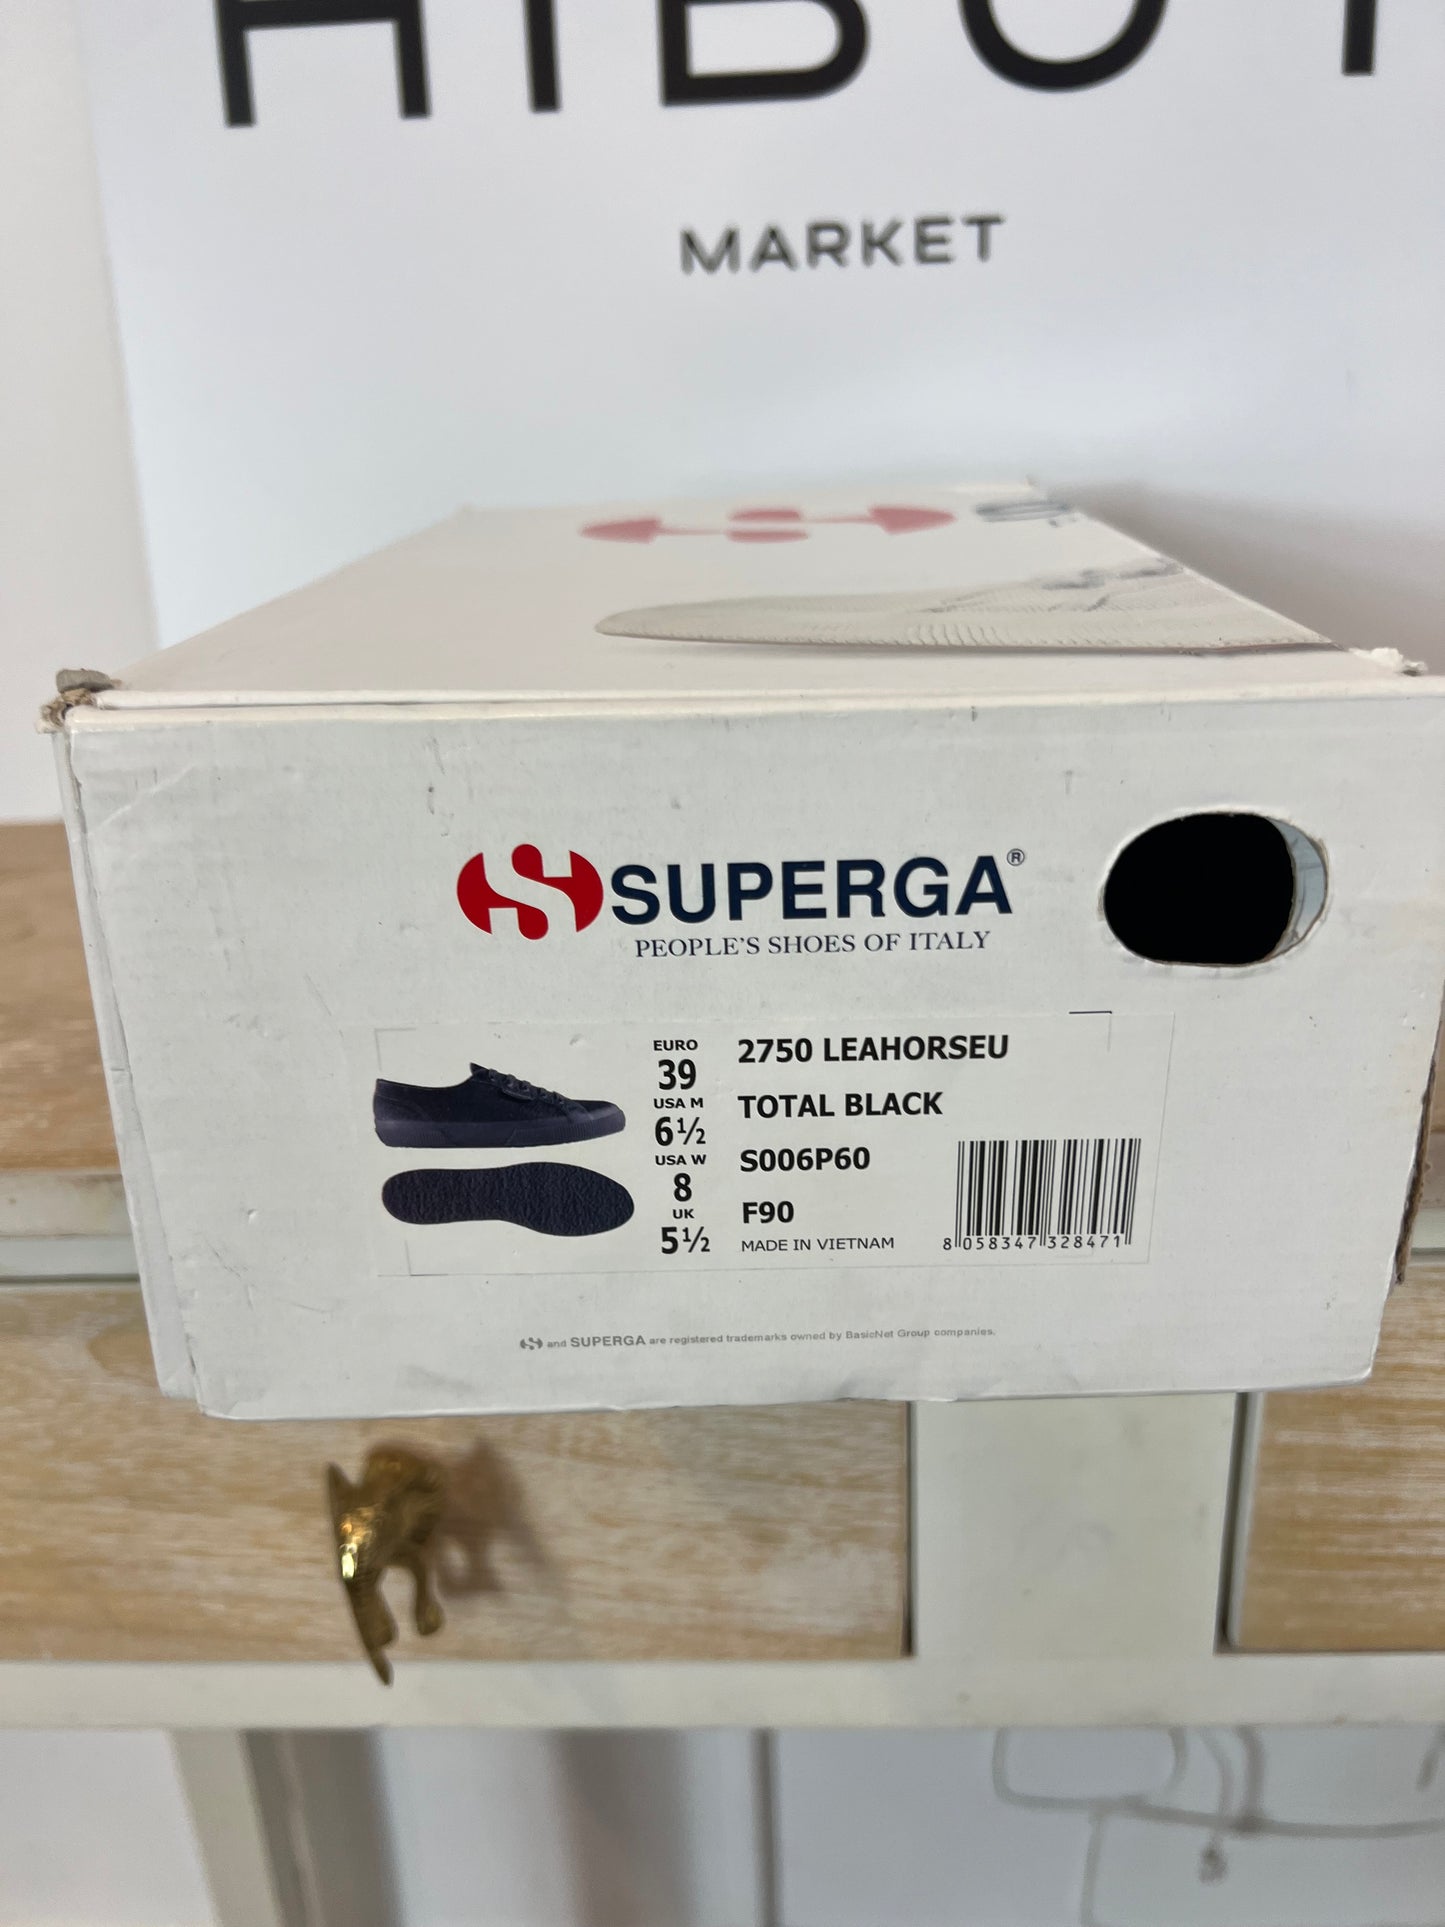 MARKET
SUPERGA®
PEOPLE'S SHOES OF ITALY
EURO
39
USA M
6½
USA W
8
UK
5½
2750 LEAHORSEU
TOTAL BLACK
S006P60
F90
MADE IN VIETNAM
8 058347 328471
and SUPERGA are registered trademarks owned by BasicNet Group companies.